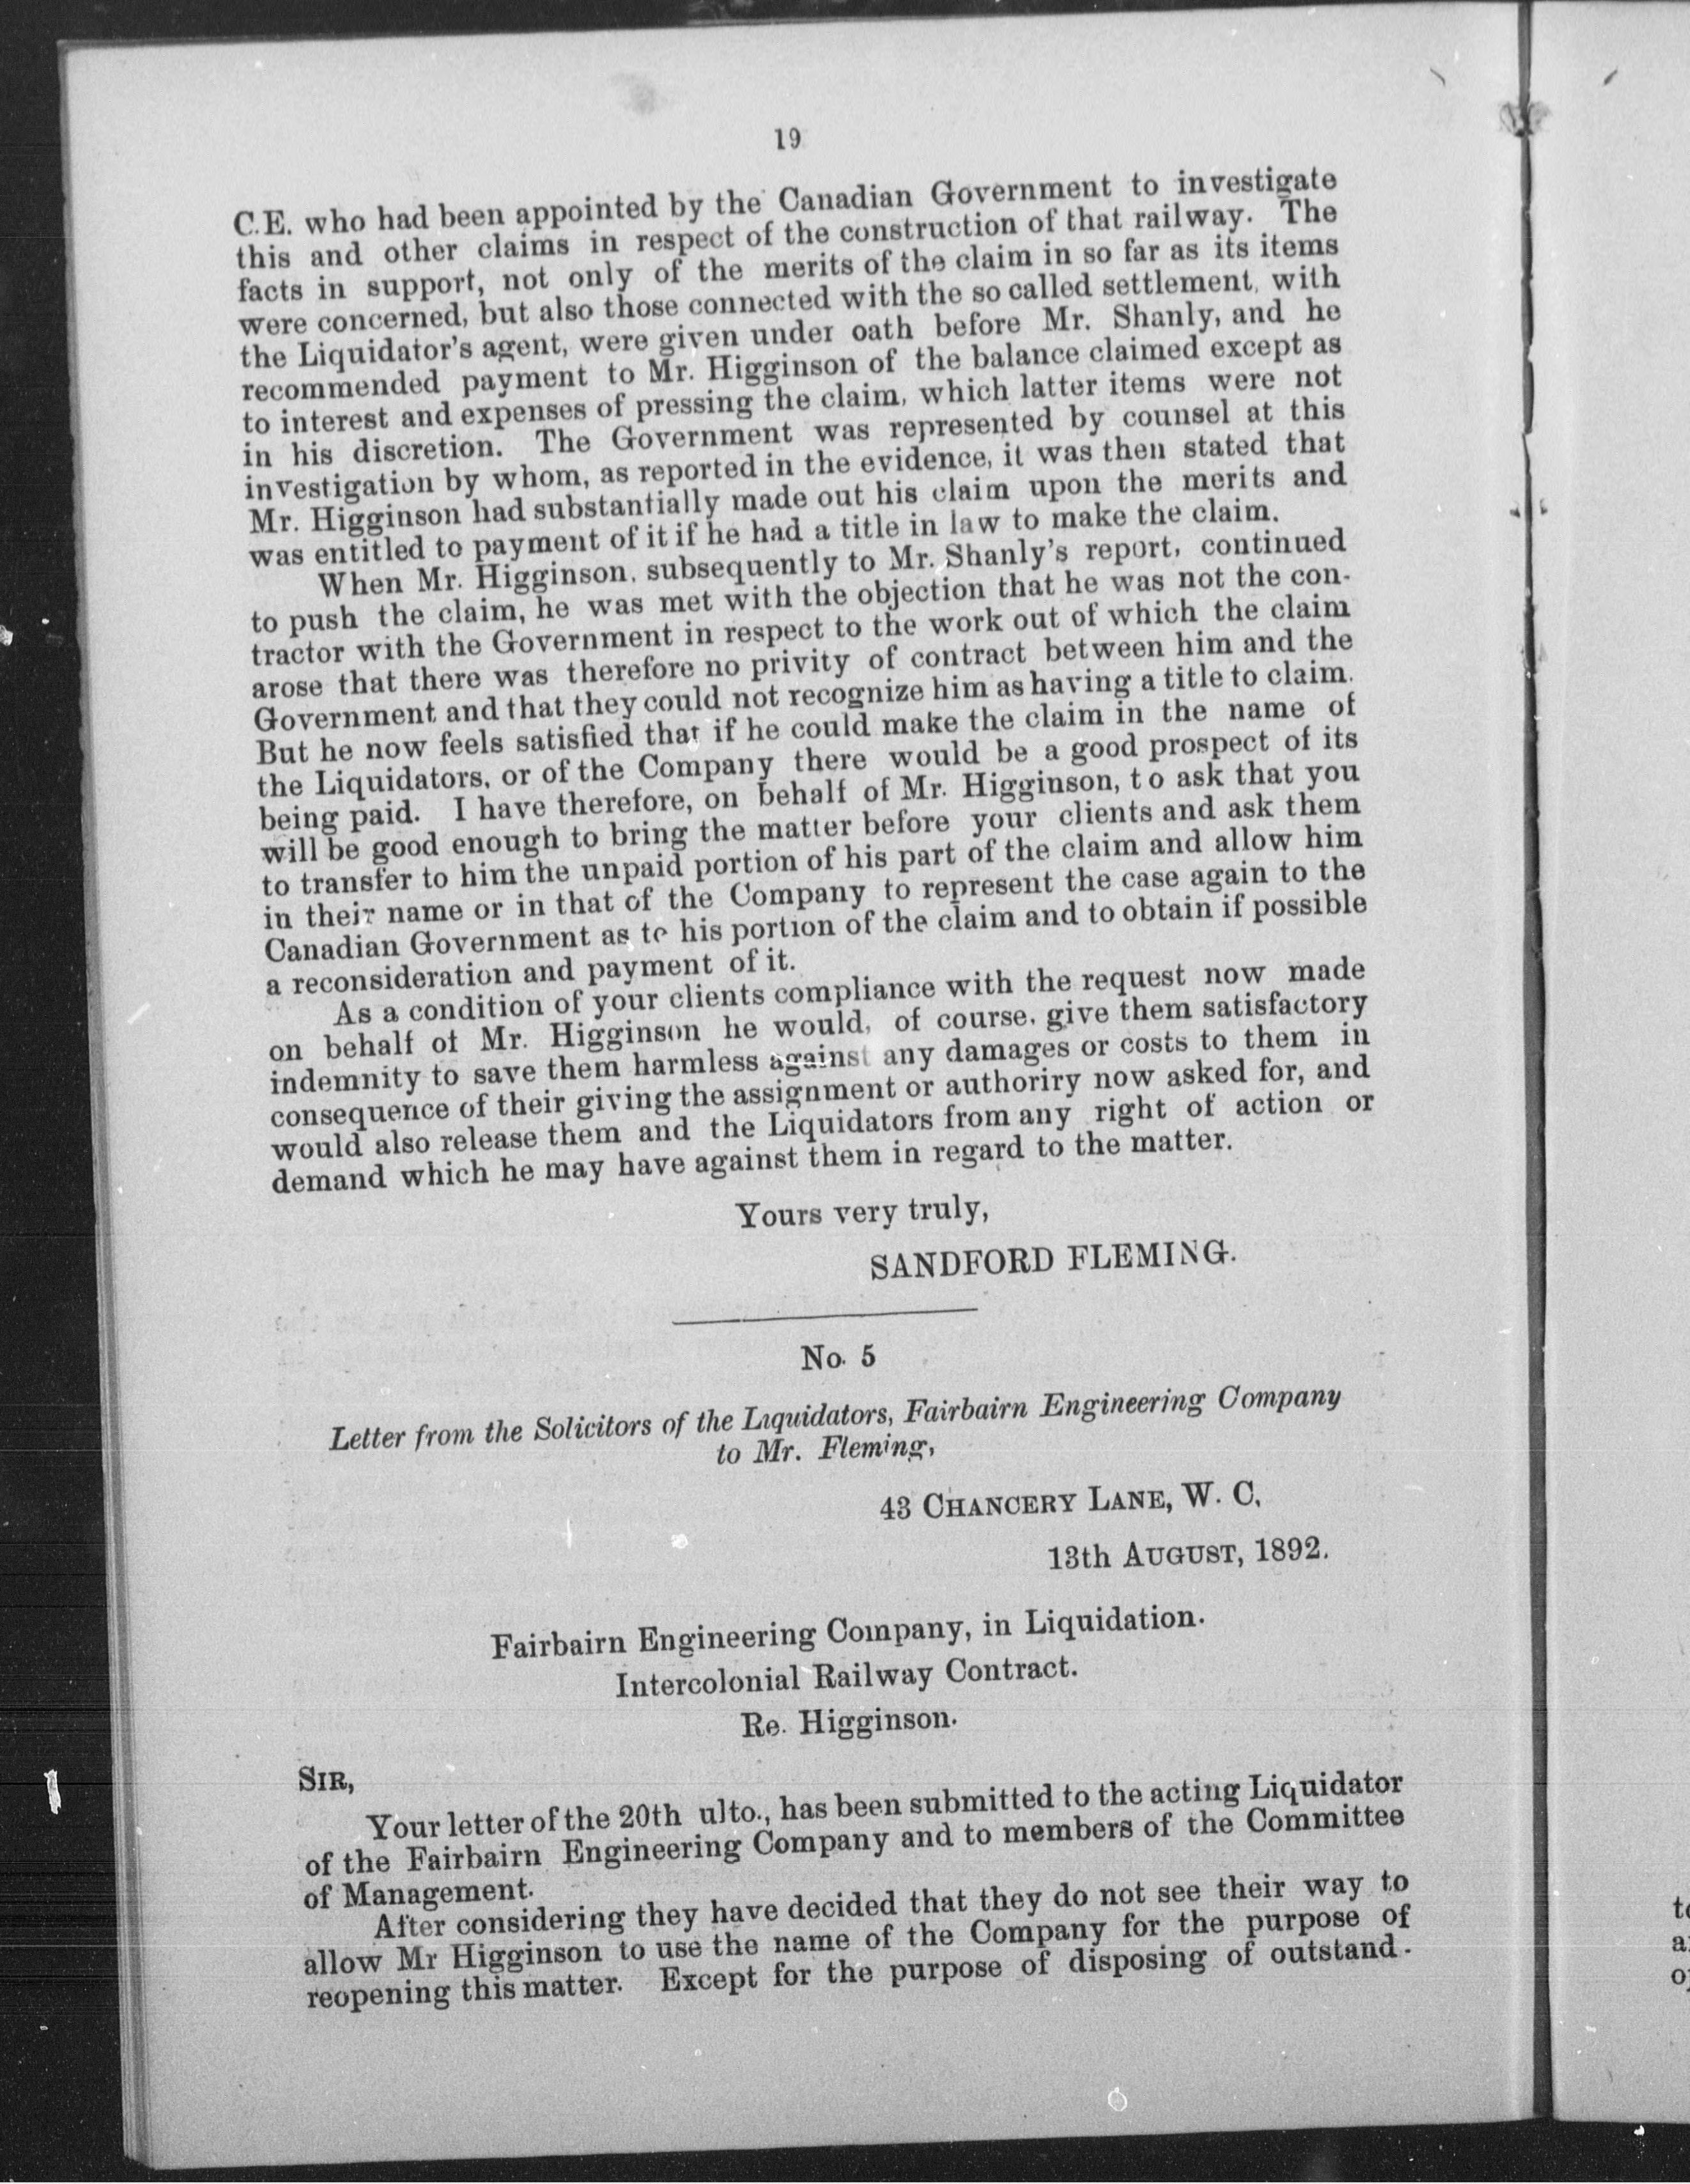 19
C.E. who had been appointed by the Canadian Government to investigate
this and other claims in respect of the construction of that railway. The
facts in support, not only of the merits of the claim in so far as its items
were concerned, but also those connected with the so called settlement, with
the Liquidator's agent, were given under oath before Mr. Shanly, and he
recommended payment to Mr. Higginson of the balance claimed except as
to interest and expenses of pressing the claim, which latter items were not
in his discretion. The Government was represented by counsel at this
investigation by whom, as reported in the evidence, it was then stated that
Mr. Higginson had substantially made out his claim upon the merits and
was entitled to payment of it if he had a title in law to make the claim.
When Mr. Higginson, subsequently to Mr. Shanly's report, continued
to push the claim, he was met with the objection that he was not the con-
tractor with the Government in respect to the work out of which the claim
arose that there was therefore no privity of contract between him and the
Government and that they could not recognize him as having a title to claim.
But he now feels satisfied that if he could make the claim in the name of
the Liquidators, or of the Company there would be a good prospect of its
being paid. I have therefore, on behalf of Mr. Higginson, to ask that you
will be good enough to bring the matter before your clients and ask them
to transfer to him the unpaid portion of his part of the claim and allow him
in their name or in that of the Company to represent the case again to the
Canadian Government as to his portion of the claim and to obtain if possible
a reconsideration and payment of it.
As a condition of your clients compliance with the request now made
on behalf of Mr. Higginson he would, of course, give them satisfactory
indemnity to save them harmless against any damages or costs to them in
consequence of their giving the assignment or authoriry now asked for, and
would also release them and the Liquidators from any right of action or
demand which he may have against them in regard to the matter.
Yours very truly,
SANDFORD FLEMING.
No. 5
Letter from the Solicitors of the Liquidators, Fairbairn Engineering Company
to Mr. Fleming,
43 CHANCERY LANE, W. C,
13th AUGUST, 1892.
Fairbairn Engineering Company, in Liquidation.
Intercolonial Railway Contract.
Re. Higginson.
SIR,
Your letter of the 20th ulto., has been submitted to the acting Liquidator
of the Fairbairn Engineering Company and to members of the Committee
of Management.
After considering they have decided that they do not see their way to
allow Mr Higginson to use the name of the Company for the purpose of
reopening this matter. Except for the purpose of disposing of outstand-